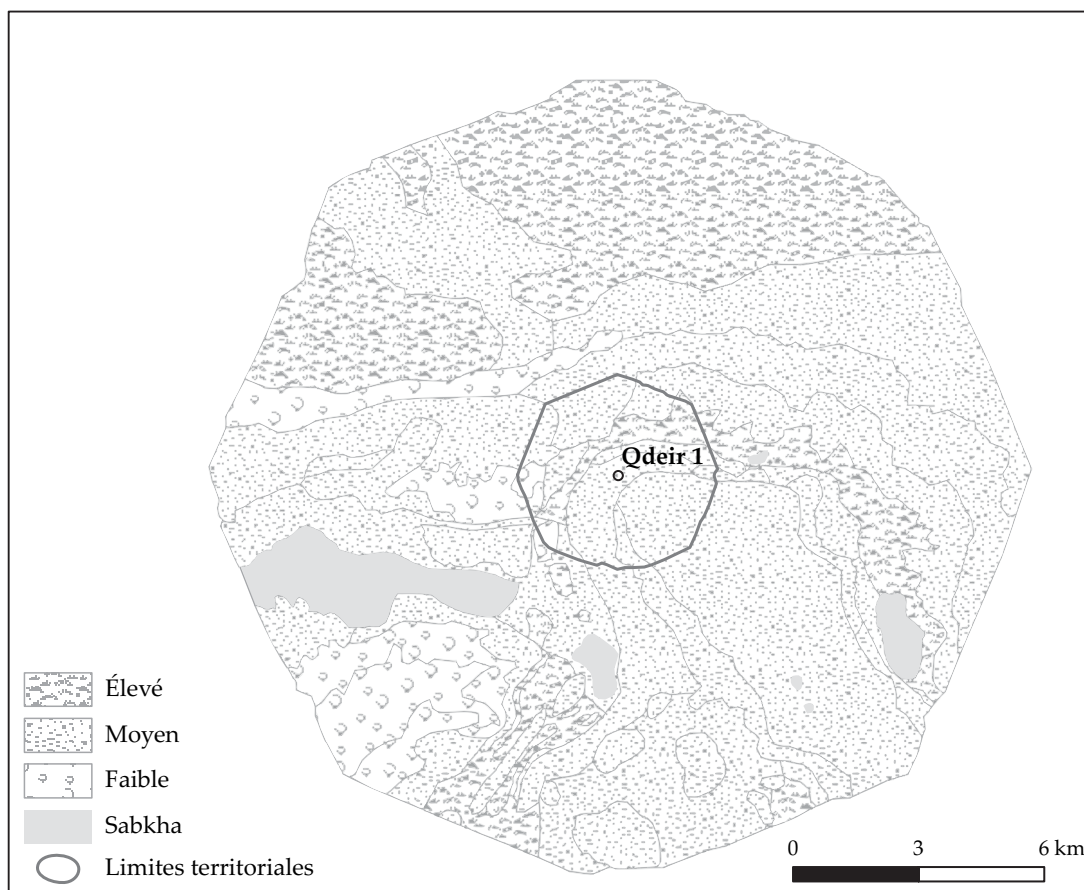 Qdeir 1
Élevé
Moyen
Faible
Sabkha
Limites territoriales
0 3 6 km